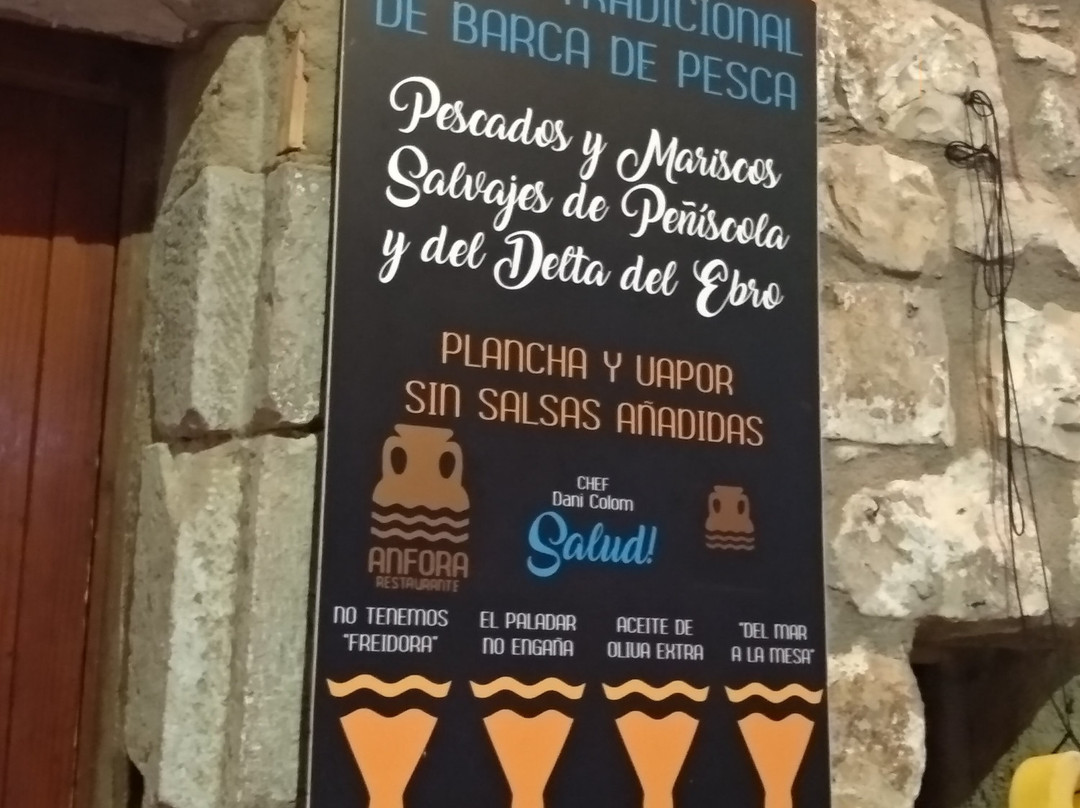 TRADICIONAL
DE BARCA DE PESCA
Pescados y Mariscos
Salvajes de Peñíscola
y del Delta del Ebro
PLANCHA Y VAPOR
SIN SALSAS AÑADIDAS
CHEF
Dani Colom
Salud!
ANFORA
RESTAURANTE
NO TENEMOS
"FREIDORA"
EL PALADAR
NO ENGAÑA
ACEITE DE
OLIVA EXTRA
"DEL MAR
A LA MESA"